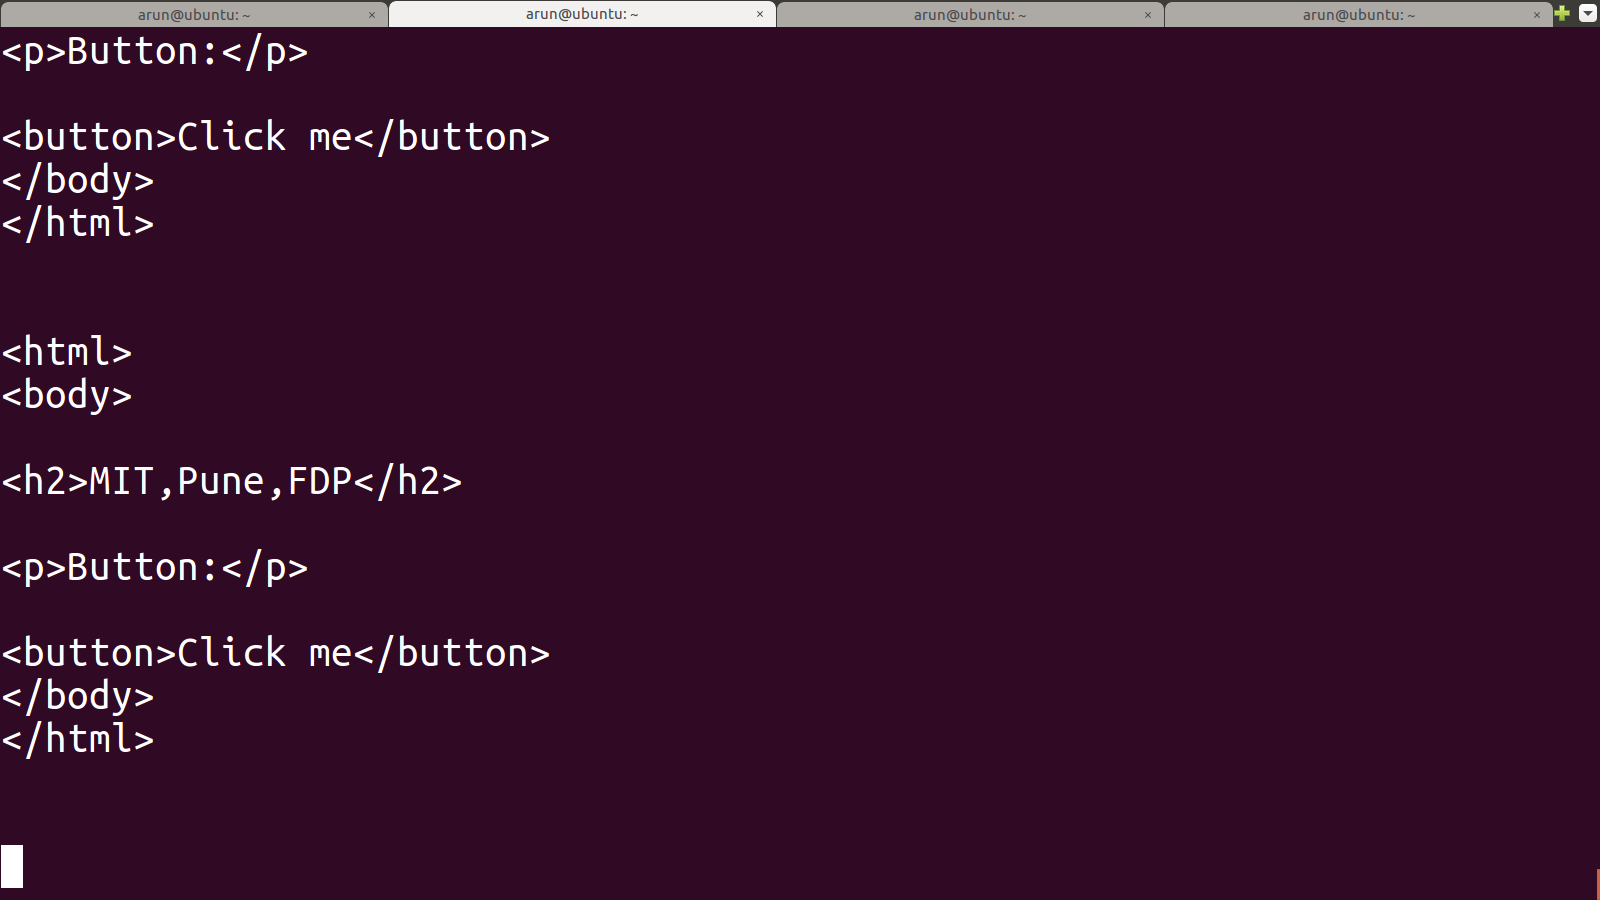 arun@ubuntu: ~ × arun@ubuntu: ~ × arun@ubuntu: ~ × arun@ubuntu: ~ ×
<p>Button:</p>
<button>Click me</button>
</body>
</html>
<html>
<body>
<h2>MIT,Pune,FDP</h2>
<p>Button:</p>
<button>Click me</button>
</body>
</html>